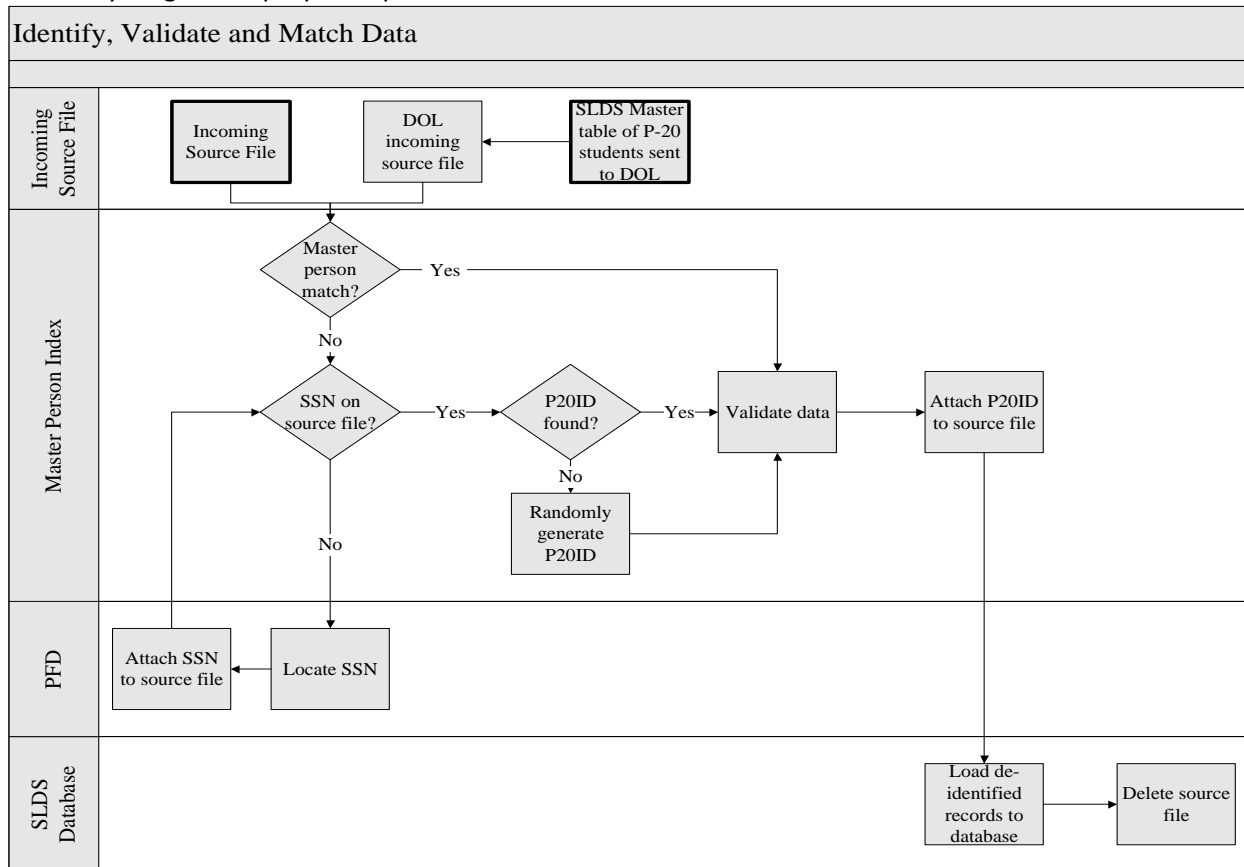 Identify, Validate and Match Data
Incoming
Source File
Incoming
Source File
DOL
incoming
source file
SLDS Master
table of P-20
students sent
to DOL
Master Person Index
Master
person
match?
Yes
No
SSN on
source file?
Yes
P20ID
found?
Yes
Validate data
Attach P20ID
to source file
No
Randomly
generate
P20ID
No
PFD
Attach SSN
to source file
Locate SSN
SLDS
Database
Load de-
identified
records to
database
Delete source
file